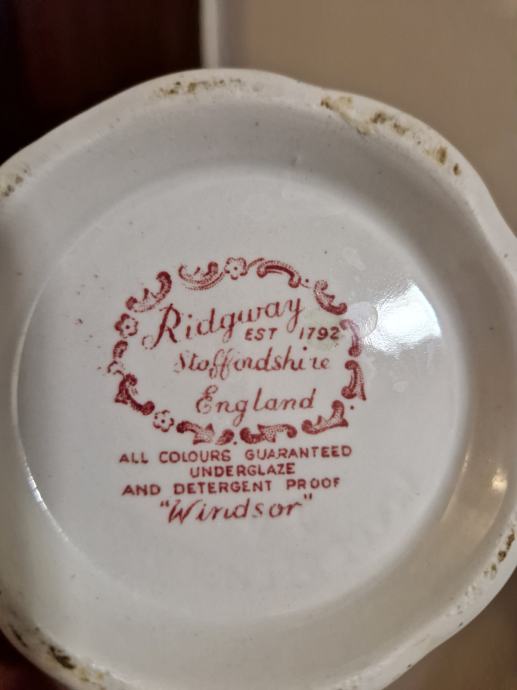 Ridgway
EST 1792
Staffordshire
England
ALL COLOURS GUARANTEED
UNDERGLAZE
AND DETERGENT PROOF
"Windsor"